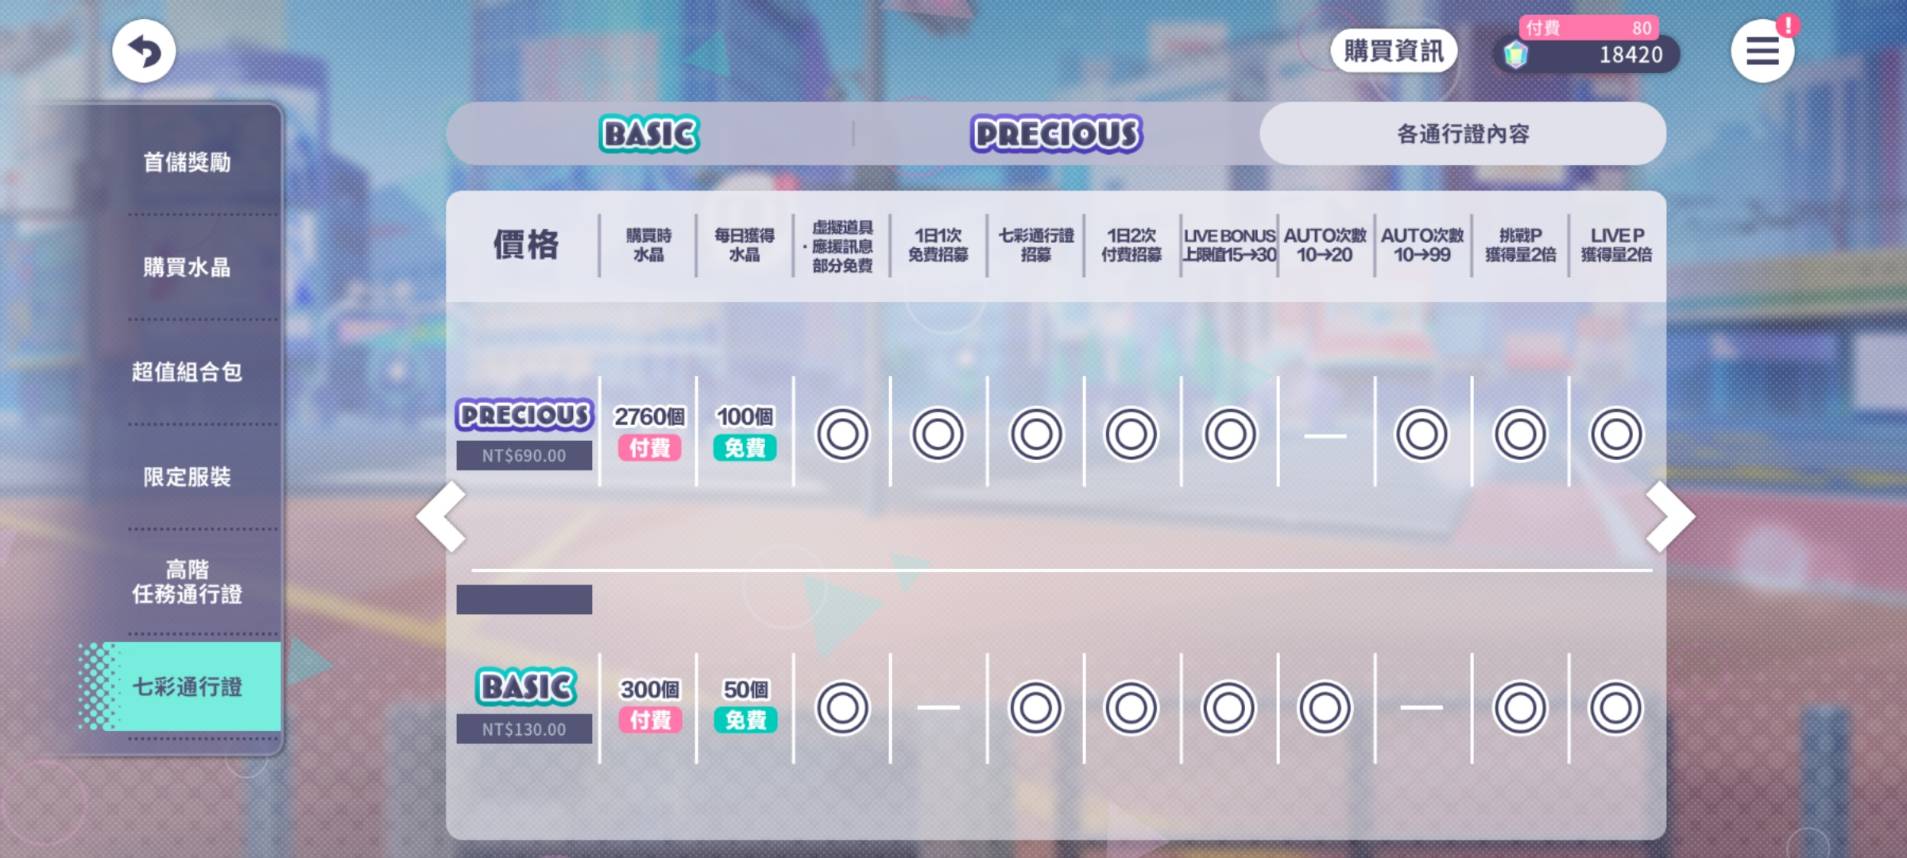 購買資訊
付費 80
18420
!
首儲獎勵
購買水晶
超值組合包
限定服裝
高階
任務通行證
七彩通行證
BASIC
PRECIOUS
各通行證內容
價格
購買時
水晶
每日獲得
水晶
虛擬道具
・應援訊息
部分免費
1日1次
免費招募
七彩通行證
招募
1日2次
付費招募
LIVE BONUS
上限值15→30
AUTO次數
10→20
AUTO次數
10→99
挑戰P
獲得量2倍
LIVE P
獲得量2倍
PRECIOUS
NT$690.00
2760個
付費
100個
免費
BASIC
NT$130.00
300個
付費
50個
免費